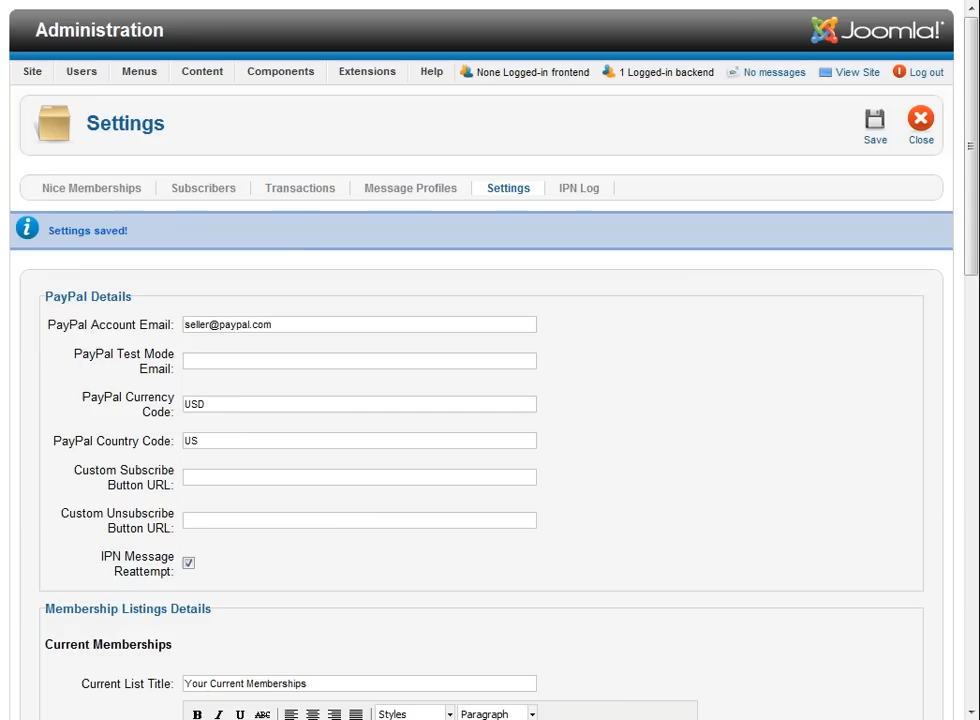 Administration
Joomla!
Site Users Menus Content Components Extensions Help None Logged-in frontend 1 Logged-in backend No messages View Site Log out
Settings
Save Close
Nice Memberships Subscribers Transactions Message Profiles Settings IPN Log
Settings saved!
PayPal Details
PayPal Account Email: seller@paypal.com
PayPal Test Mode
Email:
PayPal Currency
Code: USD
PayPal Country Code: US
Custom Subscribe
Button URL:
Custom Unsubscribe
Button URL:
IPN Message
Reattempt:
Membership Listings Details
Current Memberships
Current List Title: Your Current Memberships
B I U ABC Styles Paragraph